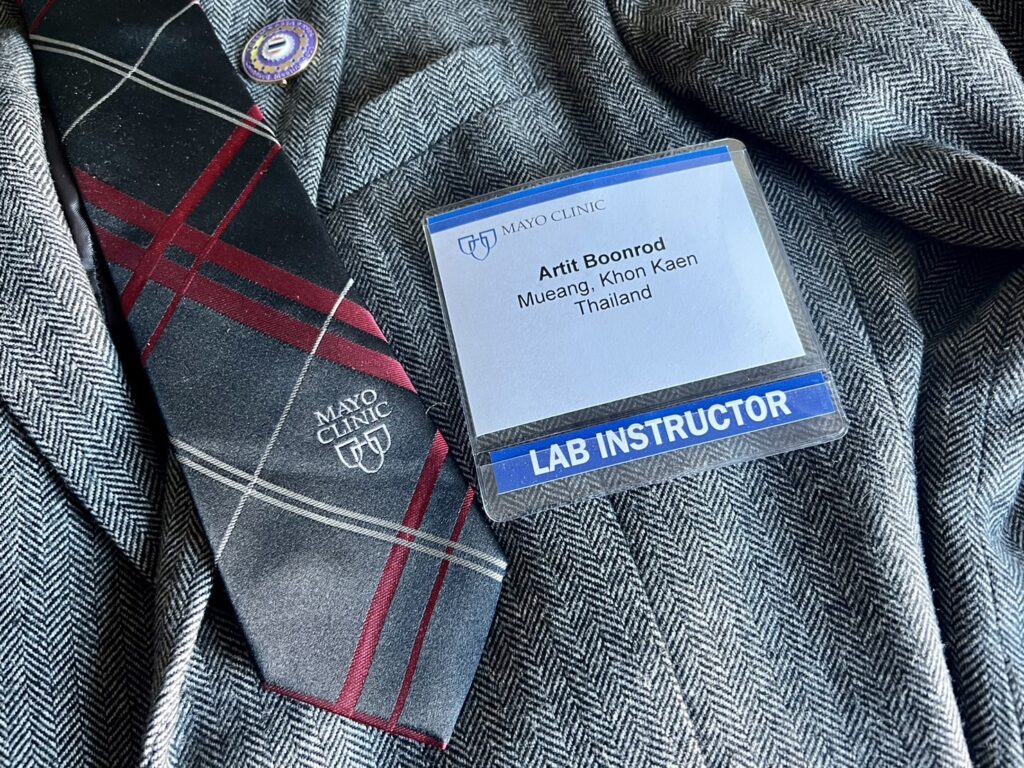 MAYO CLINIC
Artit Boonrod
Mueang, Khon Kaen
Thailand
LAB INSTRUCTOR
MAYO
CLINIC